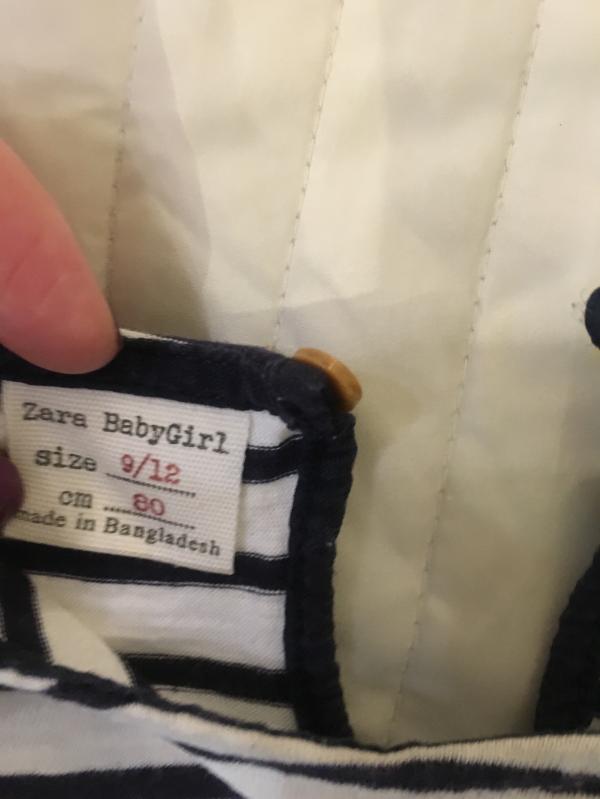 Zara BabyGirl
size 9/12
cm 80
made in Bangladesh